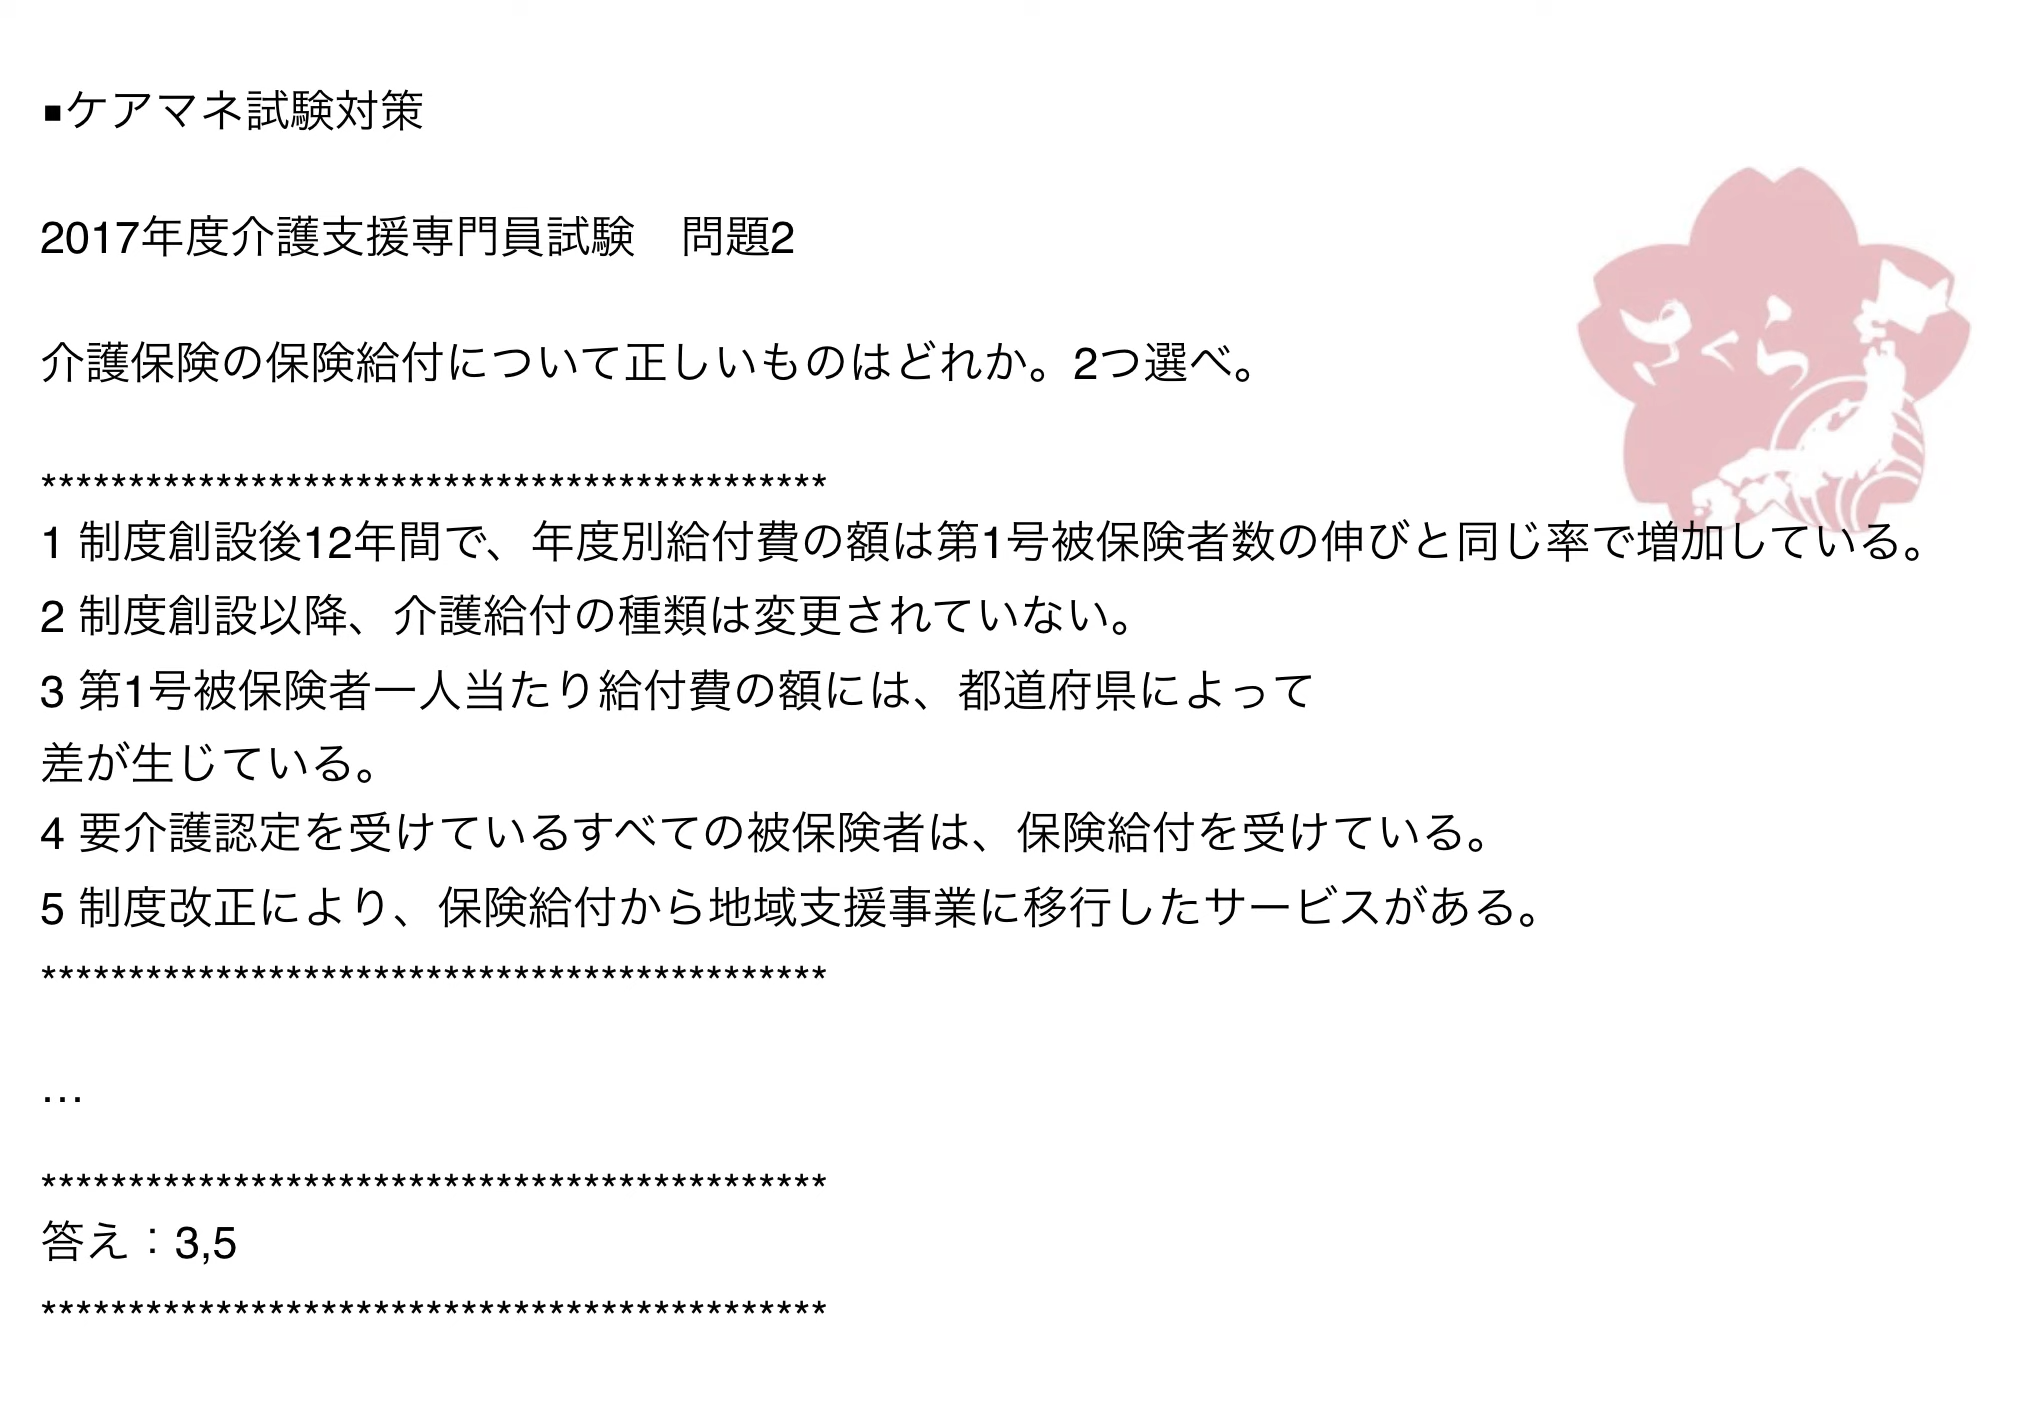 ▪ケアマネ試験対策
2017年度介護支援専門員試験　問題2
介護保険の保険給付について正しいものはどれか。2つ選べ。
さくら
*********************************************
1 制度創設後12年間で、年度別給付費の額は第1号被保険者数の伸びと同じ率で増加している。
2 制度創設以降、介護給付の種類は変更されていない。
3 第1号被保険者一人当たり給付費の額には、都道府県によって
差が生じている。
4 要介護認定を受けているすべての被保険者は、保険給付を受けている。
5 制度改正により、保険給付から地域支援事業に移行したサービスがある。
*********************************************
…
*********************************************
答え：3,5
*********************************************